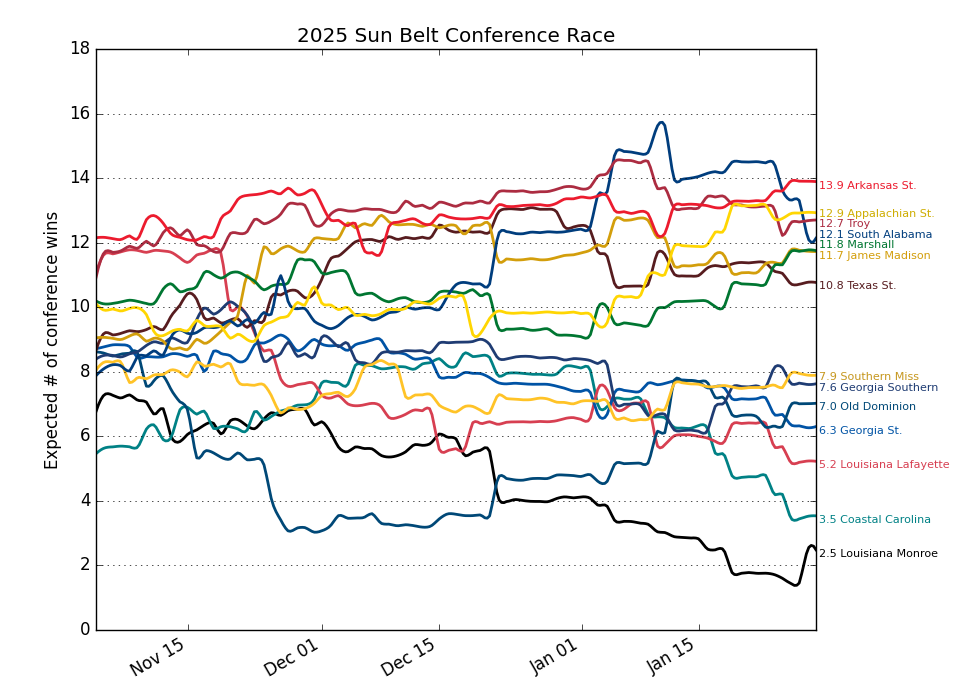 2025 Sun Belt Conference Race
Expected # of conference wins
18
16
14
12
10
8
6
4
2
0
Nov 15
Dec 01
Dec 15
Jan 01
Jan 15
13.9 Arkansas St.
12.9 Appalachian St.
12.7 Troy
12.1 South Alabama
11.8 Marshall
11.7 James Madison
10.8 Texas St.
7.9 Southern Miss
7.6 Georgia Southern
7.0 Old Dominion
6.3 Georgia St.
5.2 Louisiana Lafayette
3.5 Coastal Carolina
2.5 Louisiana Monroe